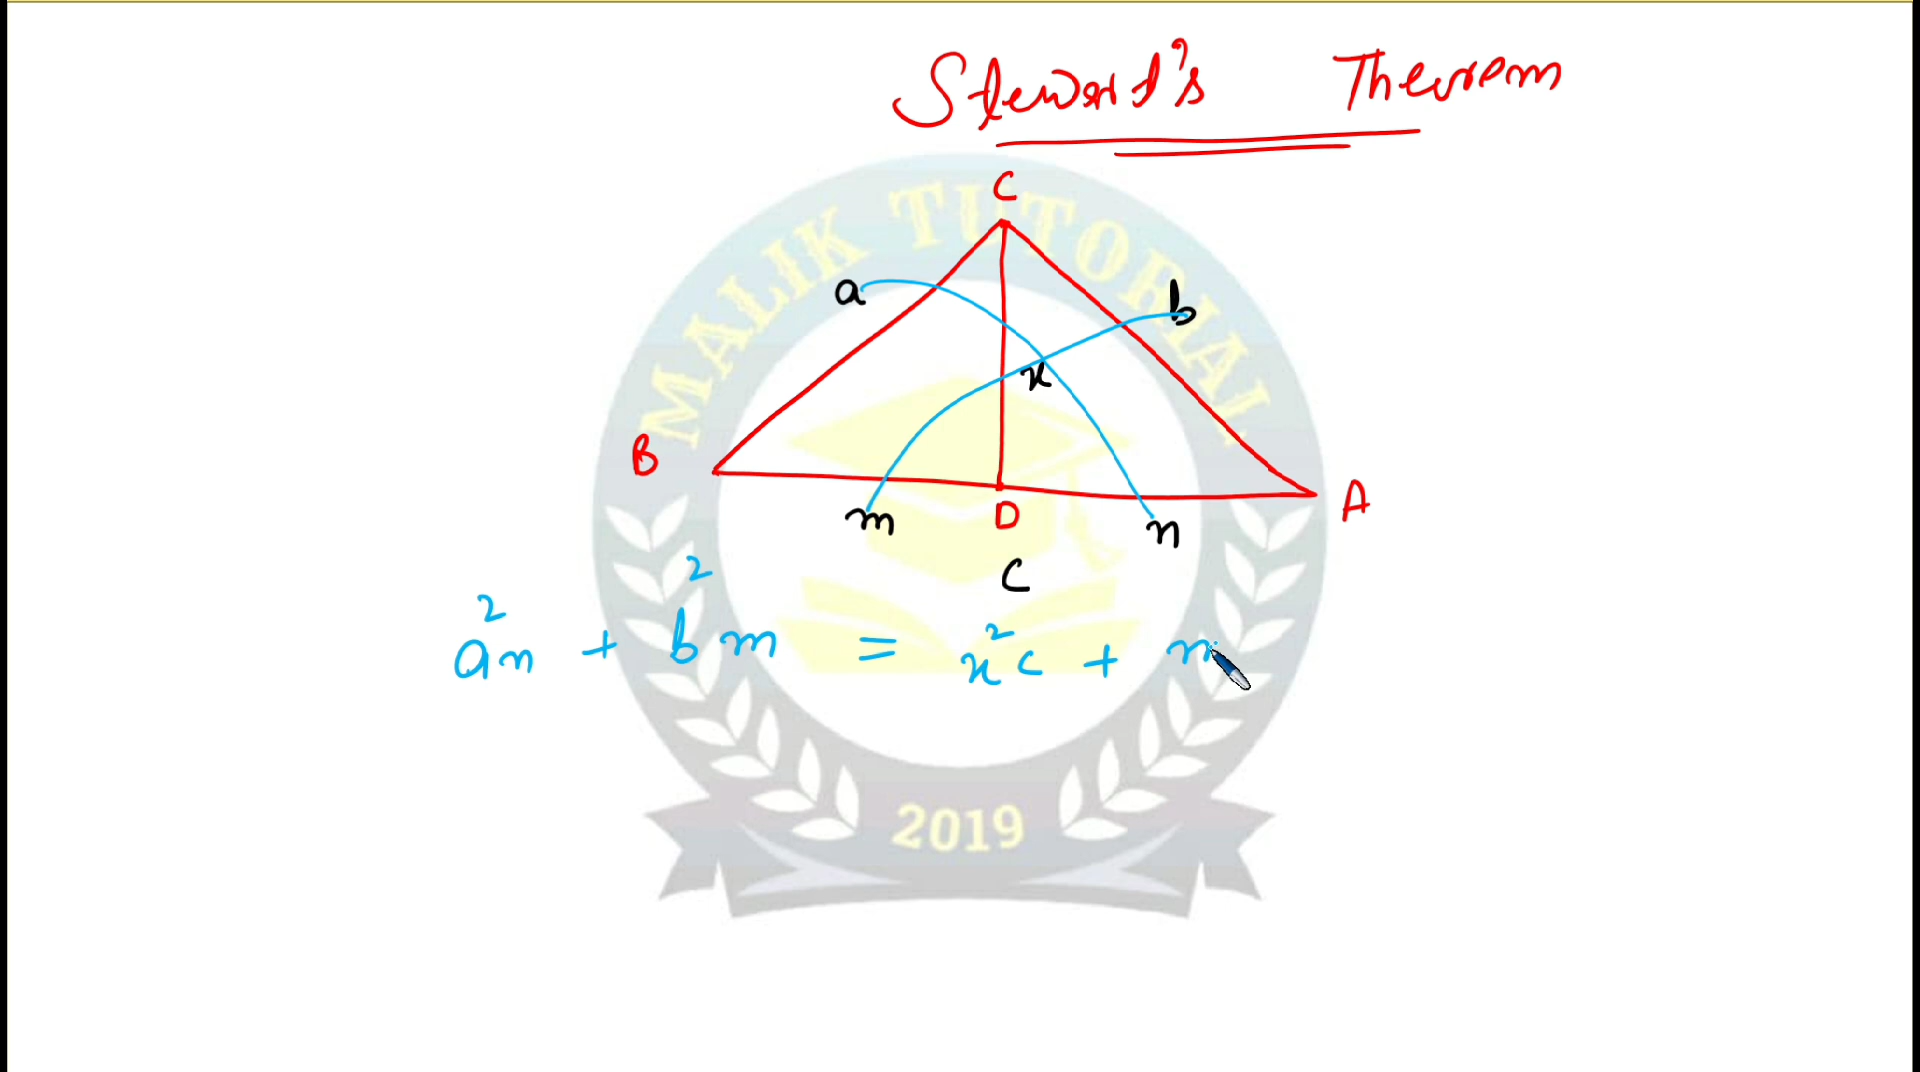 Steward's Theorem
C
a b
x
B
A
m D n
C
a²n + b²m = x²c + m
MALIK TUTORIAL
2019